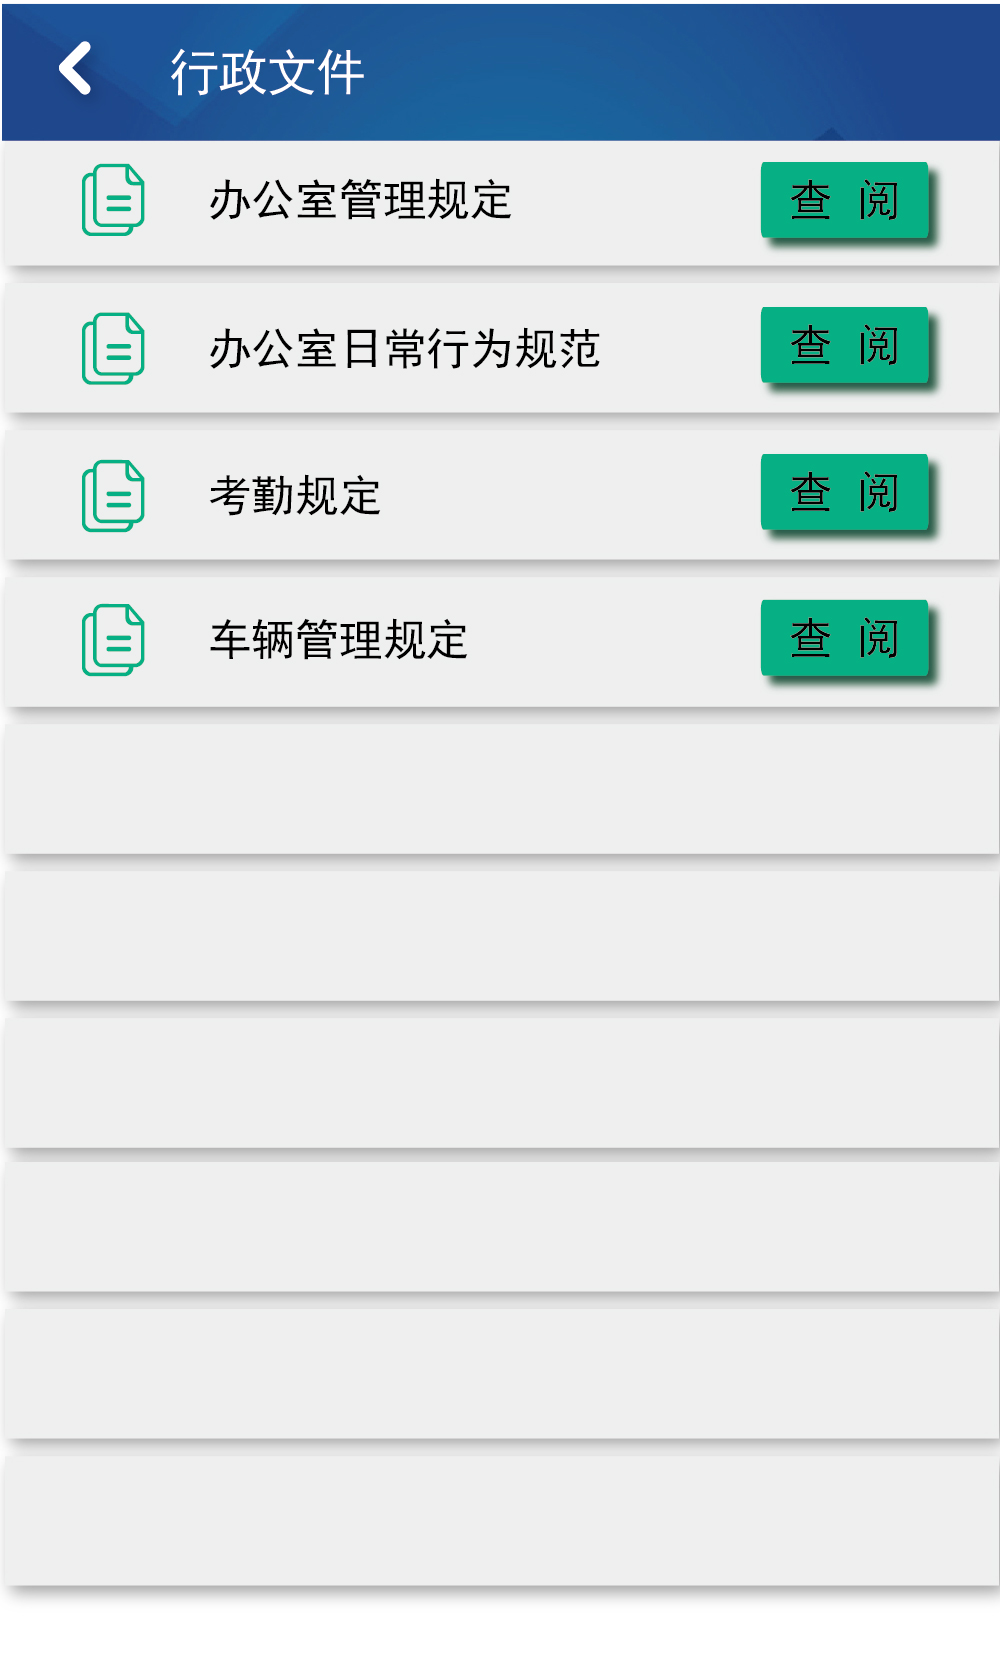 行政文件
办公室管理规定 查 阅
办公室日常行为规范 查 阅
考勤规定 查 阅
车辆管理规定 查 阅